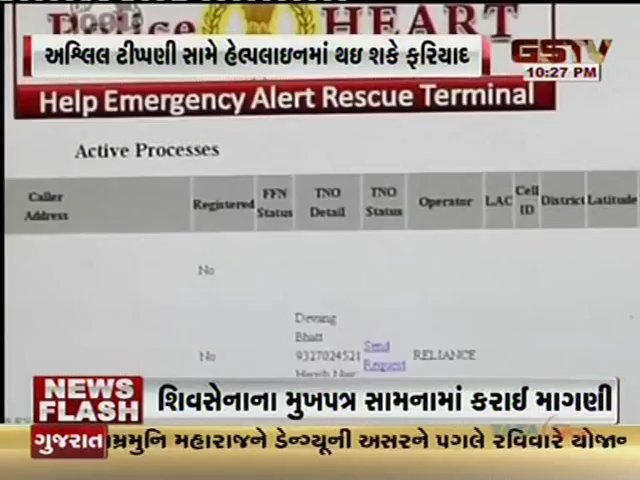 Police HEART
અશ્લિલ ટીપ્પણી સામે હેલ્પલાઇનમાં થઇ શકે ફરિયાદ
GSTV
10:27 PM
Help Emergency Alert Rescue Terminal
Active Processes
Caller Address Registered FFN Status TNO Detail TNO Status Operator LAC Cell ID District Latitude
No
Devang
Bhatt
No 9327024521 Send Request RELIANCE
NEWS FLASH
શિવસેનાના મુખપત્ર સામનામાં કરાઈ માગણી
ગુજરાત મ્રમુનિ મહારાજને ડેન્ગ્યૂની અસરને પગલે રવિવારે યોજાન